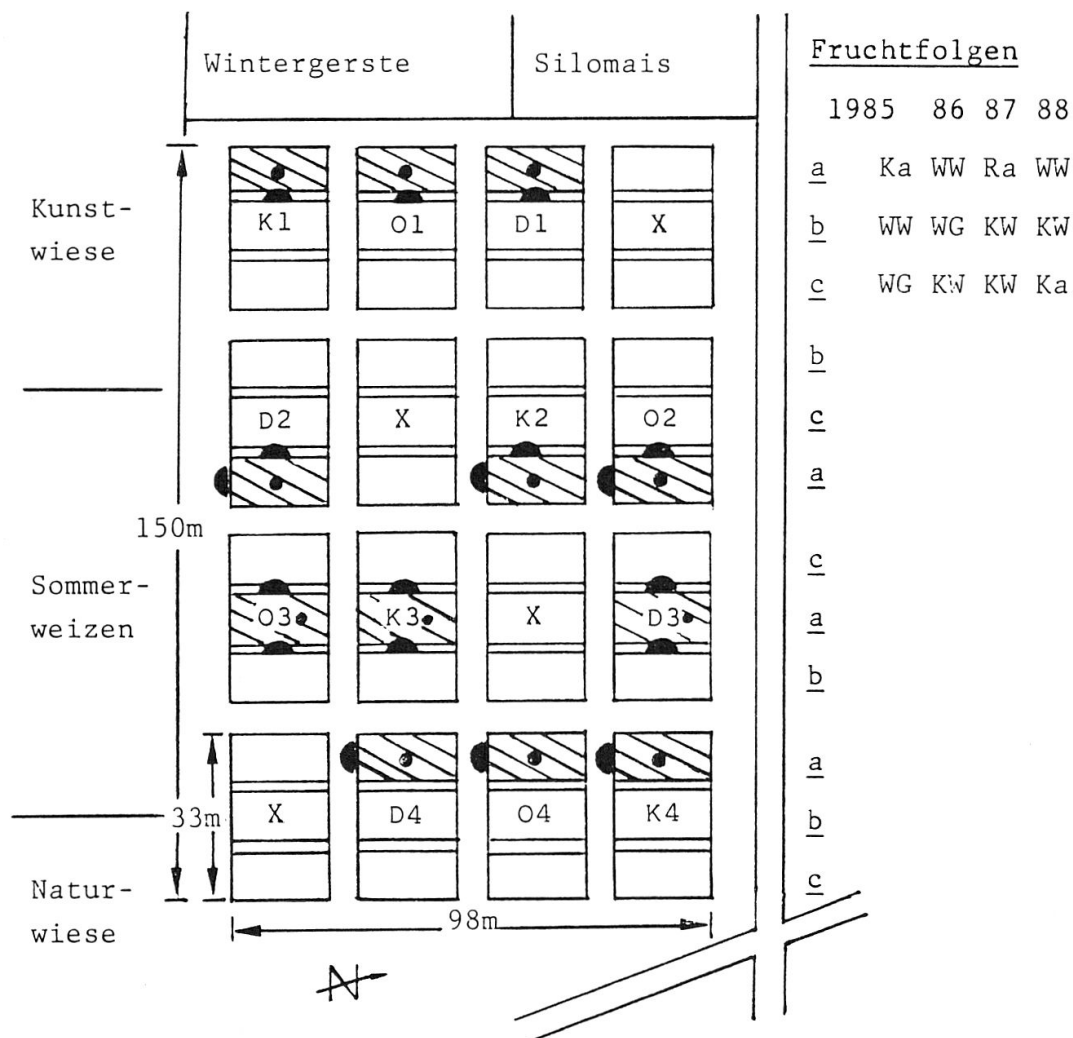 Wintergerste Silomais
Fruchtfolgen
1985 86 87 88
a Ka WW Ra WW
b WW WG KW KW
c WG KW KW Ka
Kunst-
wiese
K1 O1 D1 X
b
D2 X K2 O2 c
a
150m
c
Sommer-
weizen
O3 K3 X D3 a
b
a
33m
X D4 O4 K4 b
Natur-
wiese
c
98m
N